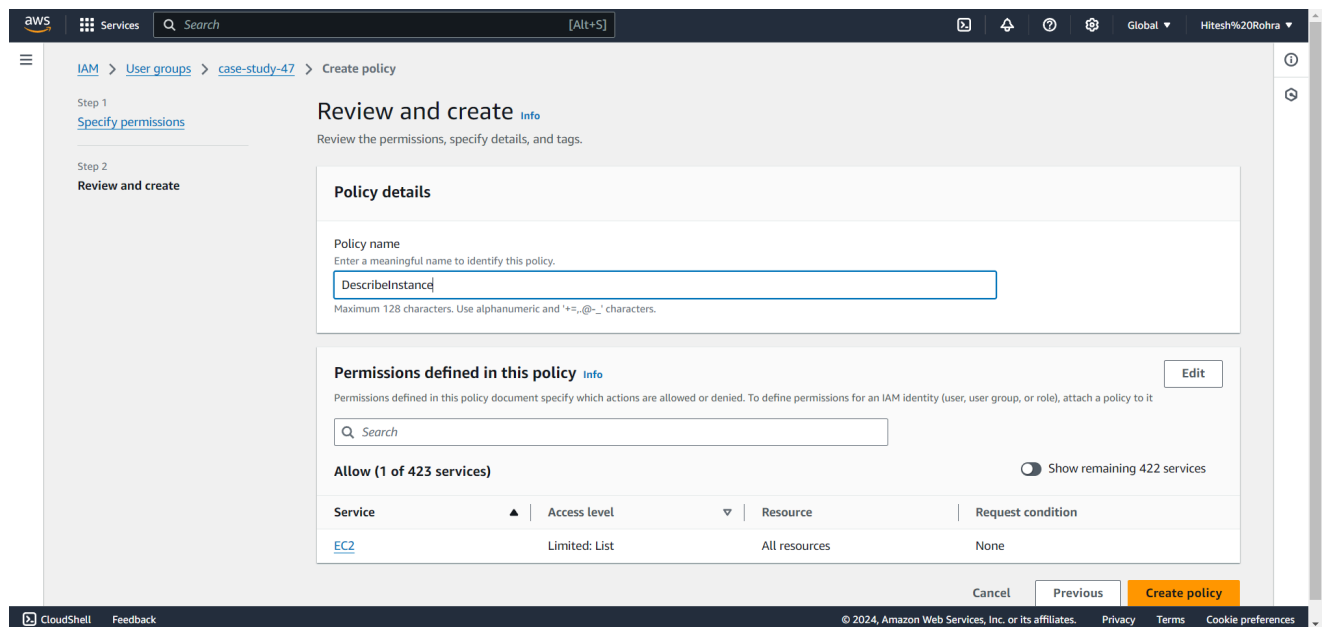 aws Services Search [Alt+S] Global Hitesh%20Rohra
IAM > User groups > case-study-47 > Create policy
Step 1
Specify permissions
Step 2
Review and create
Review and create Info
Review the permissions, specify details, and tags.
Policy details
Policy name
Enter a meaningful name to identify this policy.
DescribeInstance
Maximum 128 characters. Use alphanumeric and '+=,.@-_' characters.
Permissions defined in this policy Info
Edit
Permissions defined in this policy document specify which actions are allowed or denied. To define permissions for an IAM identity (user, user group, or role), attach a policy to it
Search
Allow (1 of 423 services)
Show remaining 422 services
Service Access level Resource Request condition
EC2 Limited: List All resources None
Cancel Previous Create policy
CloudShell Feedback © 2024, Amazon Web Services, Inc. or its affiliates. Privacy Terms Cookie preferences